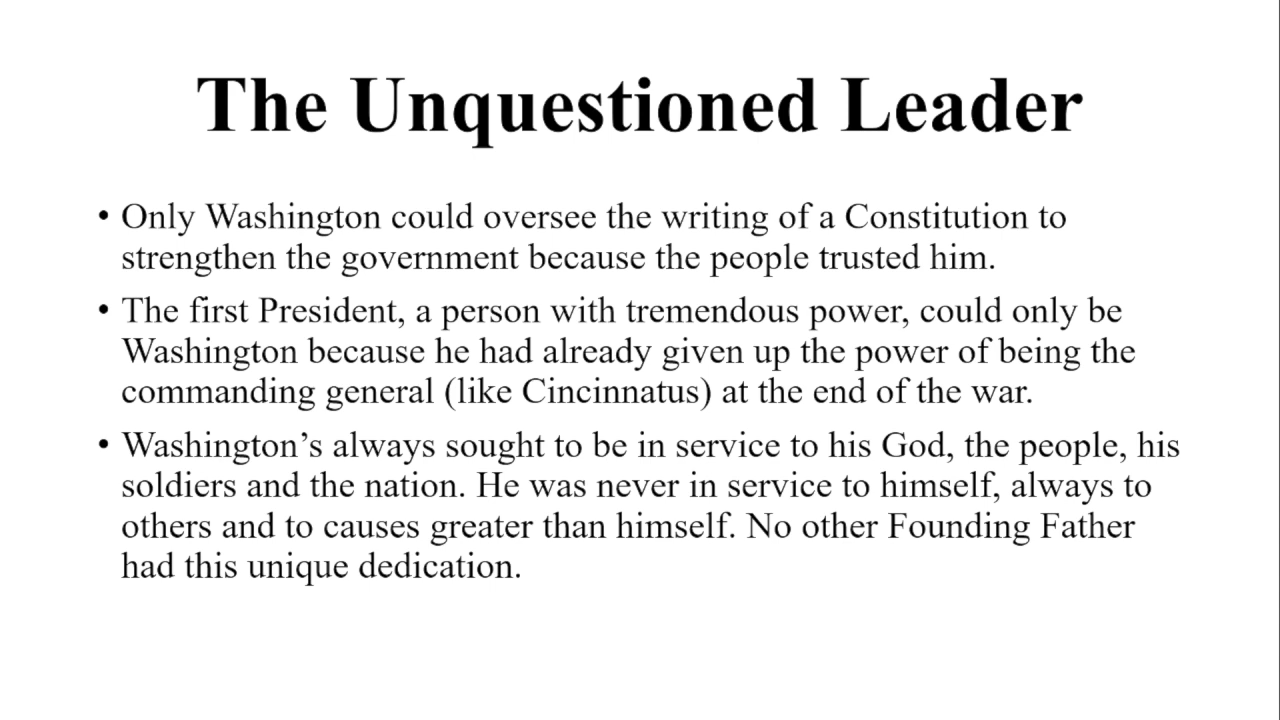 The Unquestioned Leader
• Only Washington could oversee the writing of a Constitution to
strengthen the government because the people trusted him.
• The first President, a person with tremendous power, could only be
Washington because he had already given up the power of being the
commanding general (like Cincinnatus) at the end of the war.
• Washington’s always sought to be in service to his God, the people, his
soldiers and the nation. He was never in service to himself, always to
others and to causes greater than himself. No other Founding Father
had this unique dedication.